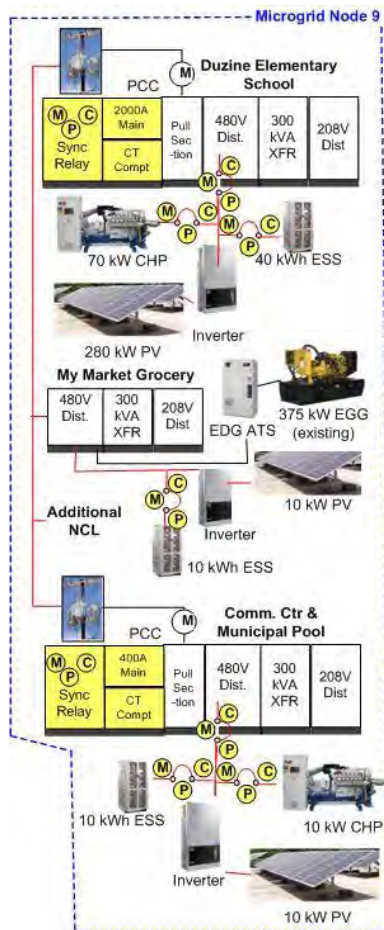 Microgrid Node 9
M
Duzine Elementary
School
PCC
M C
P
Sync
Relay
2000A
Main
CT
Compt
Pull
Sec
-tion
480V
Dist.
300
kVA
XFR
208V
Dist
C
M
P
M C
P
M C
P
70 kW CHP
40 kWh ESS
280 kW PV
Inverter
My Market Grocery
480V
Dist.
300
kVA
XFR
208V
Dist
EDG ATS
375 kW EGG
(existing)
C
M
P
Inverter
10 kW PV
Additional
NCL
10 kWh ESS
M
Comm. Ctr &
Municipal Pool
PCC
M C
P
Sync
Relay
400A
Main
CT
Compt
Pull
Sec
-tion
480V
Dist.
300
kVA
XFR
208V
Dist
C
M
P
M C
P
M C
P
10 kWh ESS
10 kW CHP
Inverter
10 kW PV